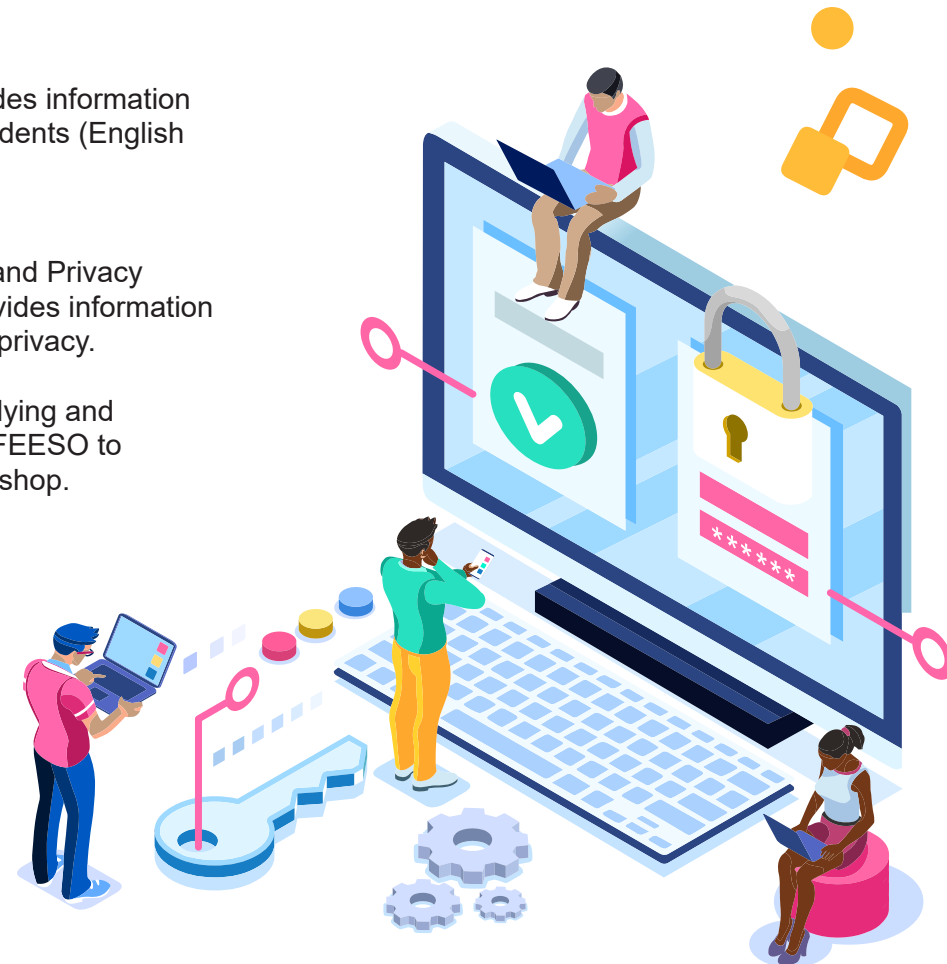 des information
dents (English
and Privacy
vides information
privacy.
lying and
FEESO to
shop.
******